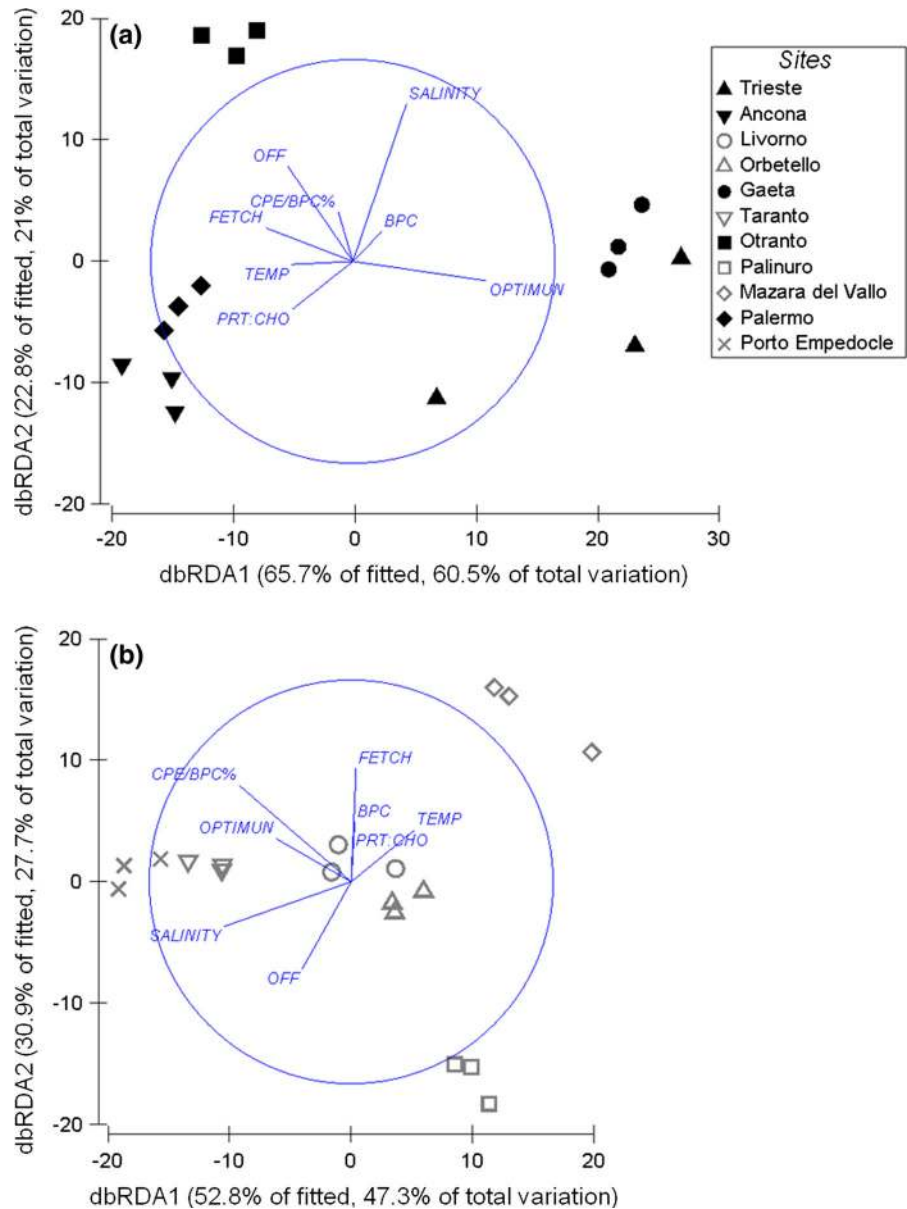 (a)
20
10
0
-10
-20
dbRDA2 (22.8% of fitted, 21% of total variation)
SALINITY
OFF
CPE/BPC%
FETCH
BPC
TEMP
OPTIMUN
PRT:CHO
-20 -10 0 10 20 30
dbRDA1 (65.7% of fitted, 60.5% of total variation)
Sites
Trieste
Ancona
Livorno
Orbetello
Gaeta
Taranto
Otranto
Palinuro
Mazara del Vallo
Palermo
Porto Empedocle
(b)
20
10
0
-10
-20
dbRDA2 (30.9% of fitted, 27.7% of total variation)
FETCH
CPE/BPC%
BPC
TEMP
OPTIMUN
PRT:CHO
SALINITY
OFF
-20 -10 0 10 20
dbRDA1 (52.8% of fitted, 47.3% of total variation)